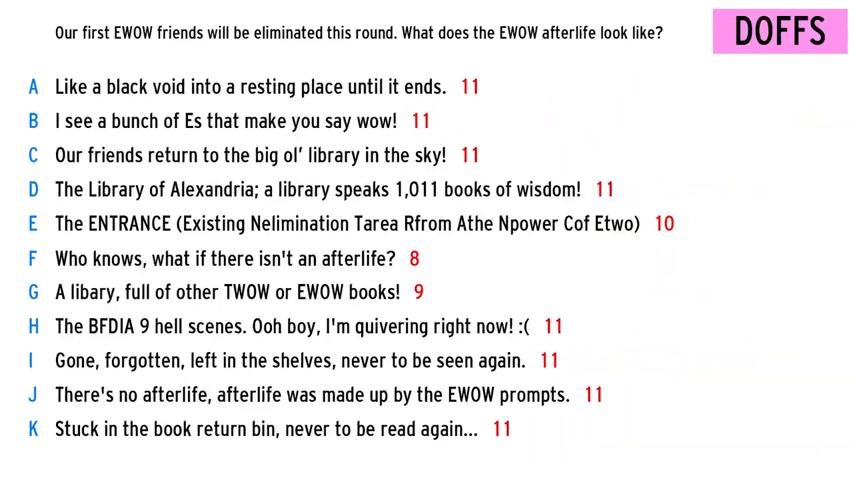 Our first EWOW friends will be eliminated this round. What does the EWOW afterlife look like?
DOFFS
A Like a black void into a resting place until it ends. 11
B I see a bunch of Es that make you say wow! 11
C Our friends return to the big ol’ library in the sky! 11
D The Library of Alexandria; a library speaks 1,011 books of wisdom! 11
E The ENTRANCE (Existing Nelimination Tarea Rfrom Athe Npower Cof Etwo) 10
F Who knows, what if there isn't an afterlife? 8
G A libary, full of other TWOW or EWOW books! 9
H The BFDIA 9 hell scenes. Ooh boy, I'm quivering right now! :( 11
I Gone, forgotten, left in the shelves, never to be seen again. 11
J There's no afterlife, afterlife was made up by the EWOW prompts. 11
K Stuck in the book return bin, never to be read again... 11